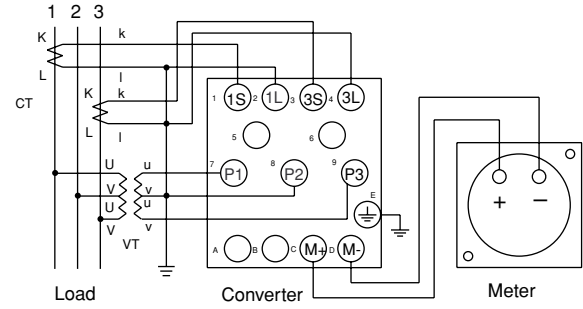 1 2 3
K k
1 1S 2 1L 3 3S 4 3L
L l
K k
CT
L l
5 6
7 P1 8 P2 9 P3
U u
V v
U u
V v
VT
E
+ −
A B C M+ D M-
Load Converter Meter